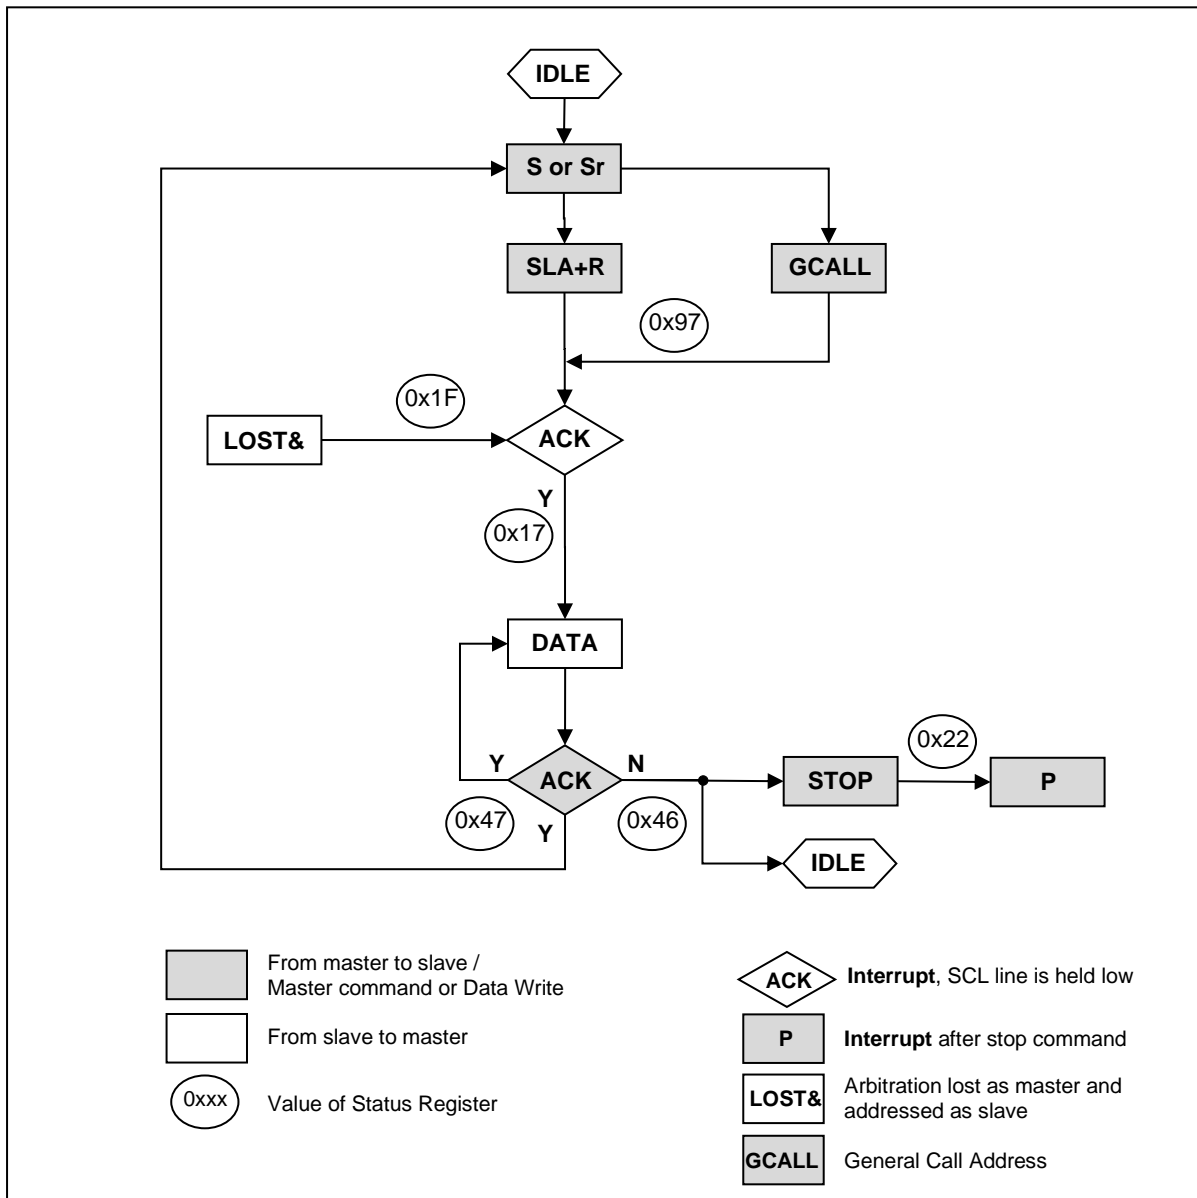 IDLE
S or Sr
SLA+R
GCALL
0x97
0x1F
LOST&
ACK
Y
0x17
DATA
0x22
Y
ACK
N
STOP
P
0x47
Y
0x46
IDLE
From master to slave /
Master command or Data Write
From slave to master
0xxx
Value of Status Register
ACK
Interrupt, SCL line is held low
P
Interrupt after stop command
LOST&
Arbitration lost as master and
addressed as slave
GCALL
General Call Address